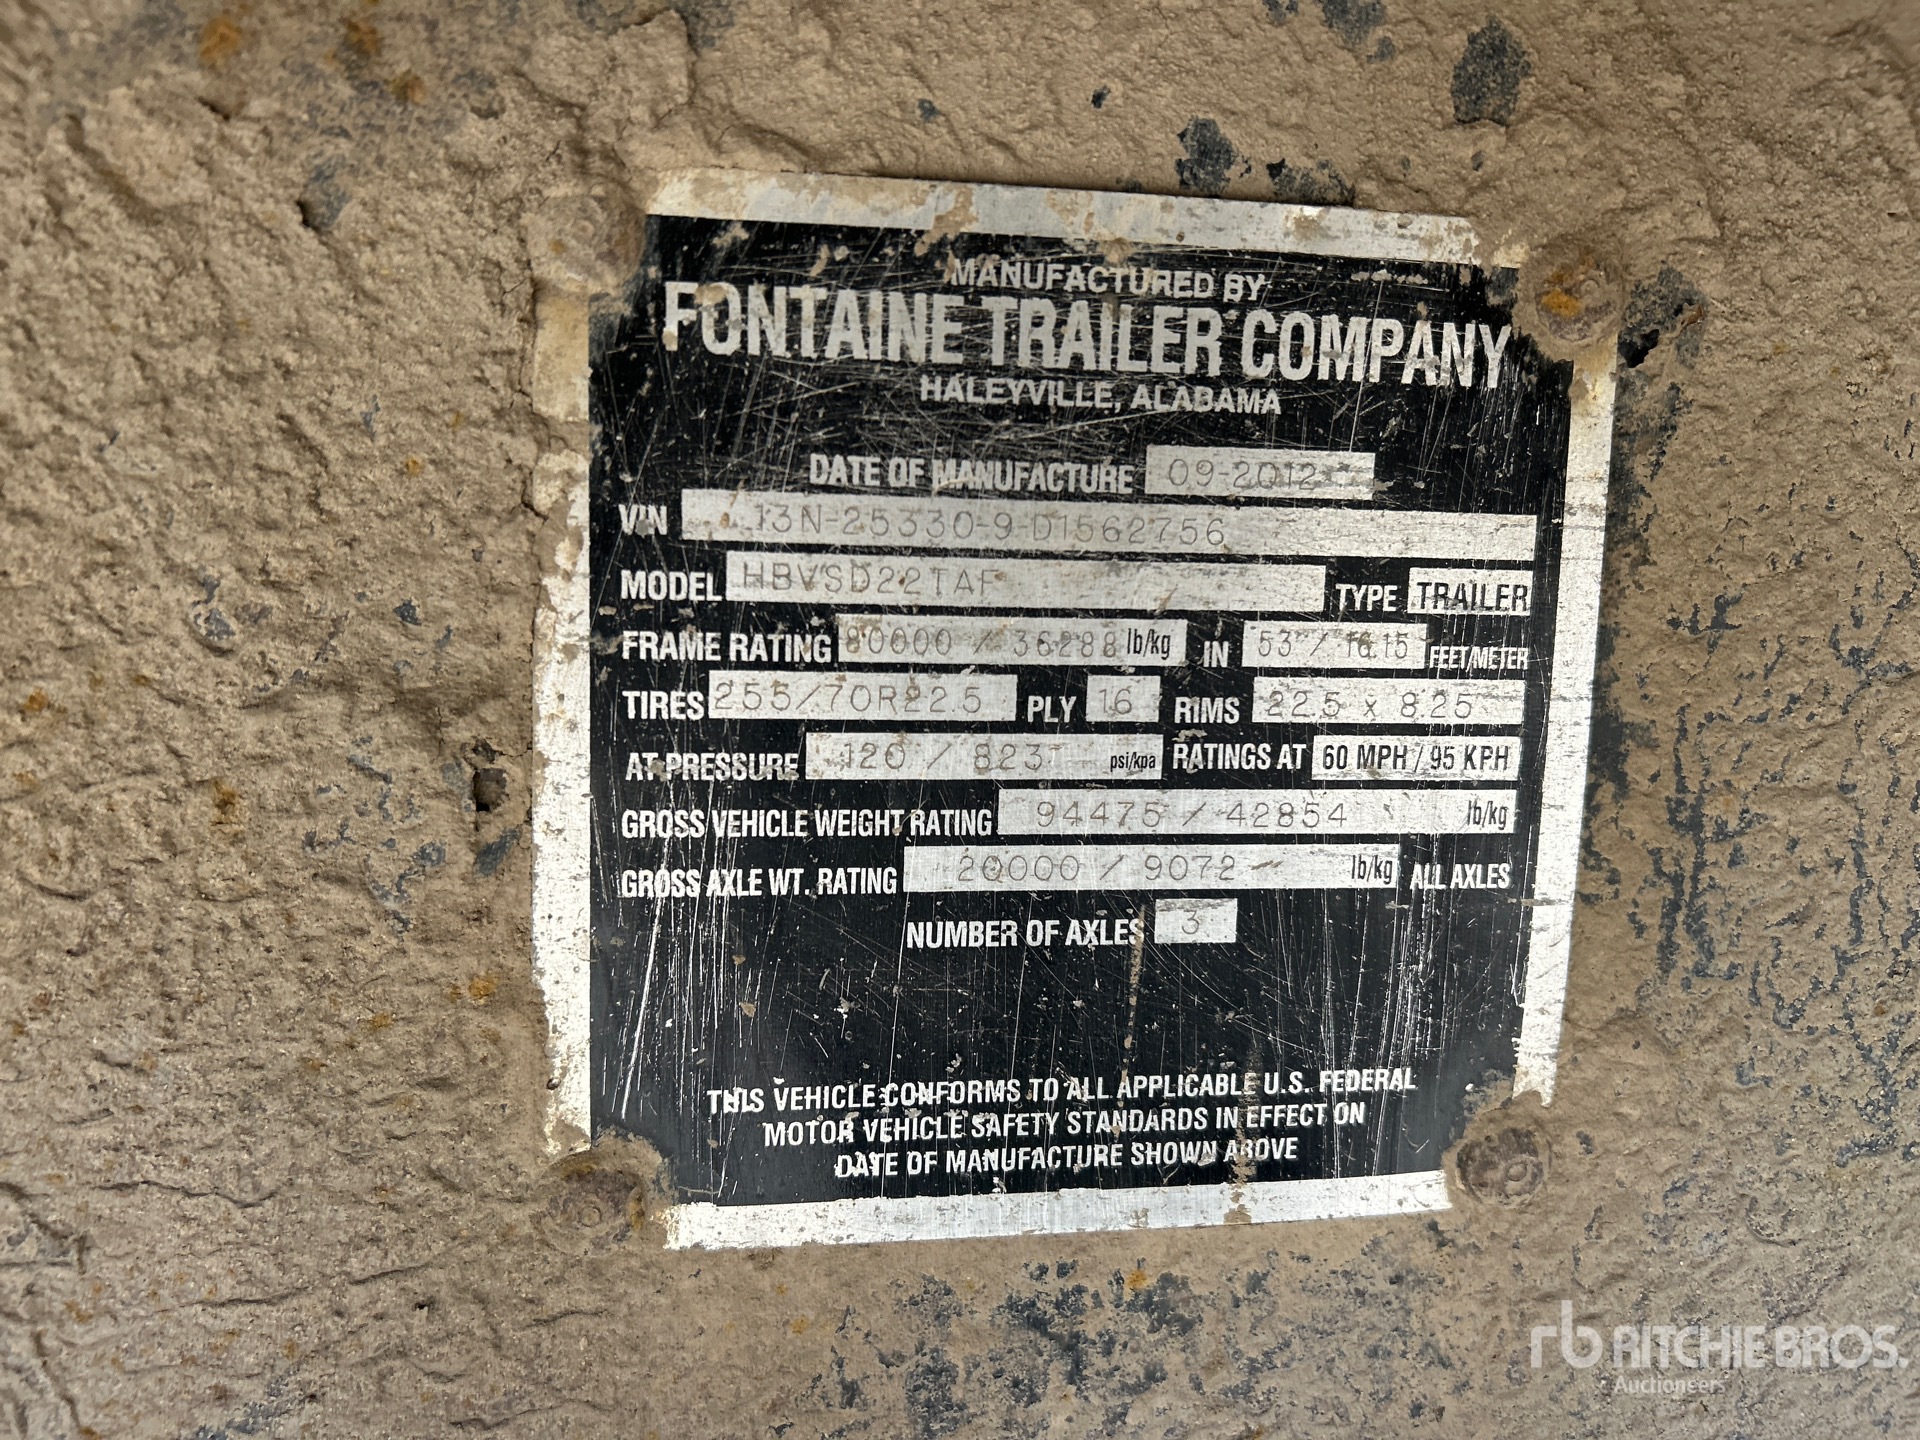 MANUFACTURED BY
FONTAINE TRAILER COMPANY
HALEYVILLE, ALABAMA
DATE OF MANUFACTURE 09-2012
VIN 13N-25330-9-D1562756
MODEL HBVSD22TAF TYPE TRAILER
FRAME RATING 80000 / 36288 lb/kg IN 53' / 16.15 FEET/METER
TIRES 255/70R22.5 PLY 16 RIMS 22.5 x 8.25
AT PRESSURE 120 / 823 psi/kpa RATINGS AT 60 MPH / 95 KPH
GROSS VEHICLE WEIGHT RATING 94475 / 42854 lb/kg
GROSS AXLE WT. RATING 20000 / 9072 lb/kg ALL AXLES
NUMBER OF AXLES 3
THIS VEHICLE CONFORMS TO ALL APPLICABLE U.S. FEDERAL
MOTOR VEHICLE SAFETY STANDARDS IN EFFECT ON
DATE OF MANUFACTURE SHOWN ABOVE
rb RITCHIE BROS.
Auctioneers